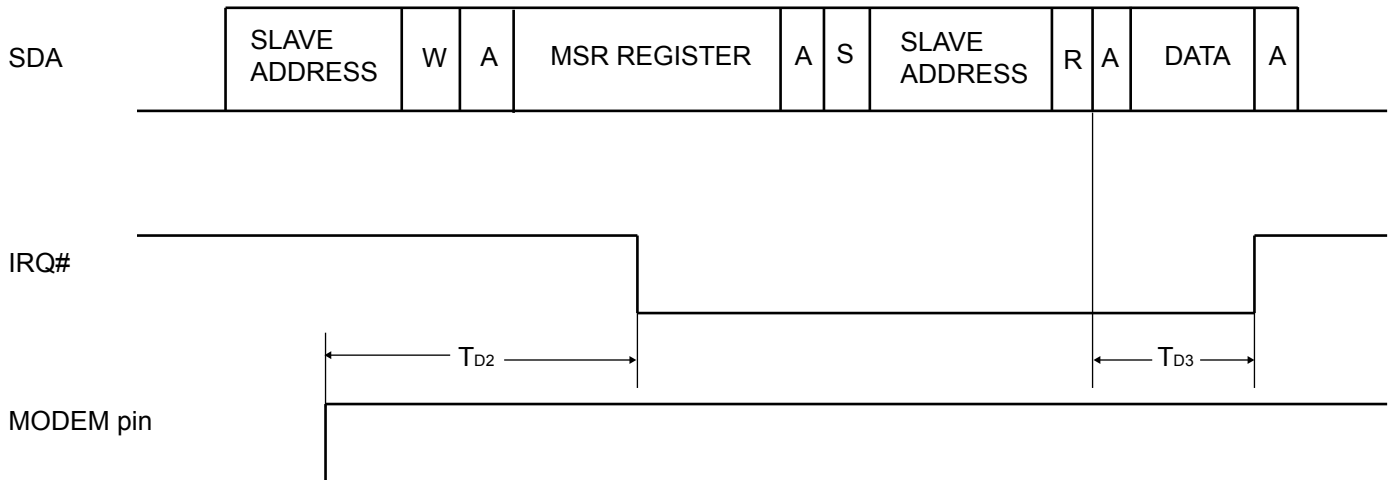 SDA
SLAVE
ADDRESS
W
A
MSR REGISTER
A
S
SLAVE
ADDRESS
R
A
DATA
A
IRQ#
TD2
TD3
MODEM pin